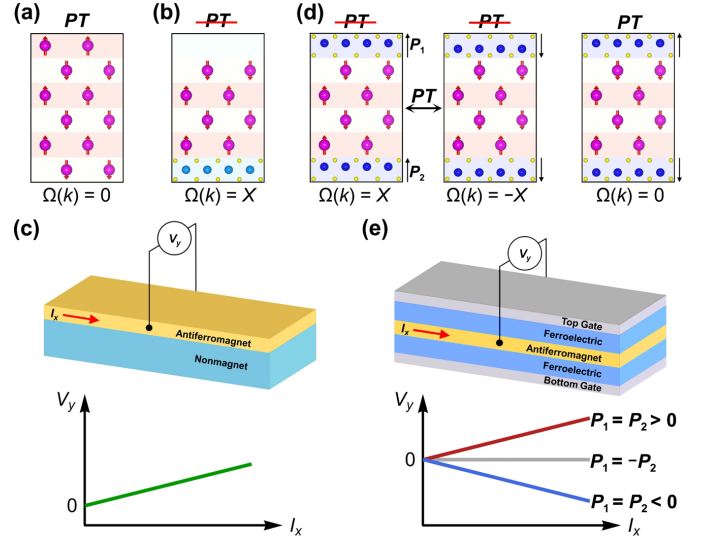 (a) PT
Ω(k) = 0
(b) PT
Ω(k) = X
(d) PT PT PT
P1
PT
P2
Ω(k) = X Ω(k) = −X Ω(k) = 0
(c)
Vy
Ix
Antiferromagnet
Nonmagnet
Vy
0
Ix
(e)
Vy
Top Gate
Ix
Ferroelectric
Antiferromagnet
Ferroelectric
Bottom Gate
Vy
P1 = P2 > 0
0
P1 = −P2
P1 = P2 < 0
Ix